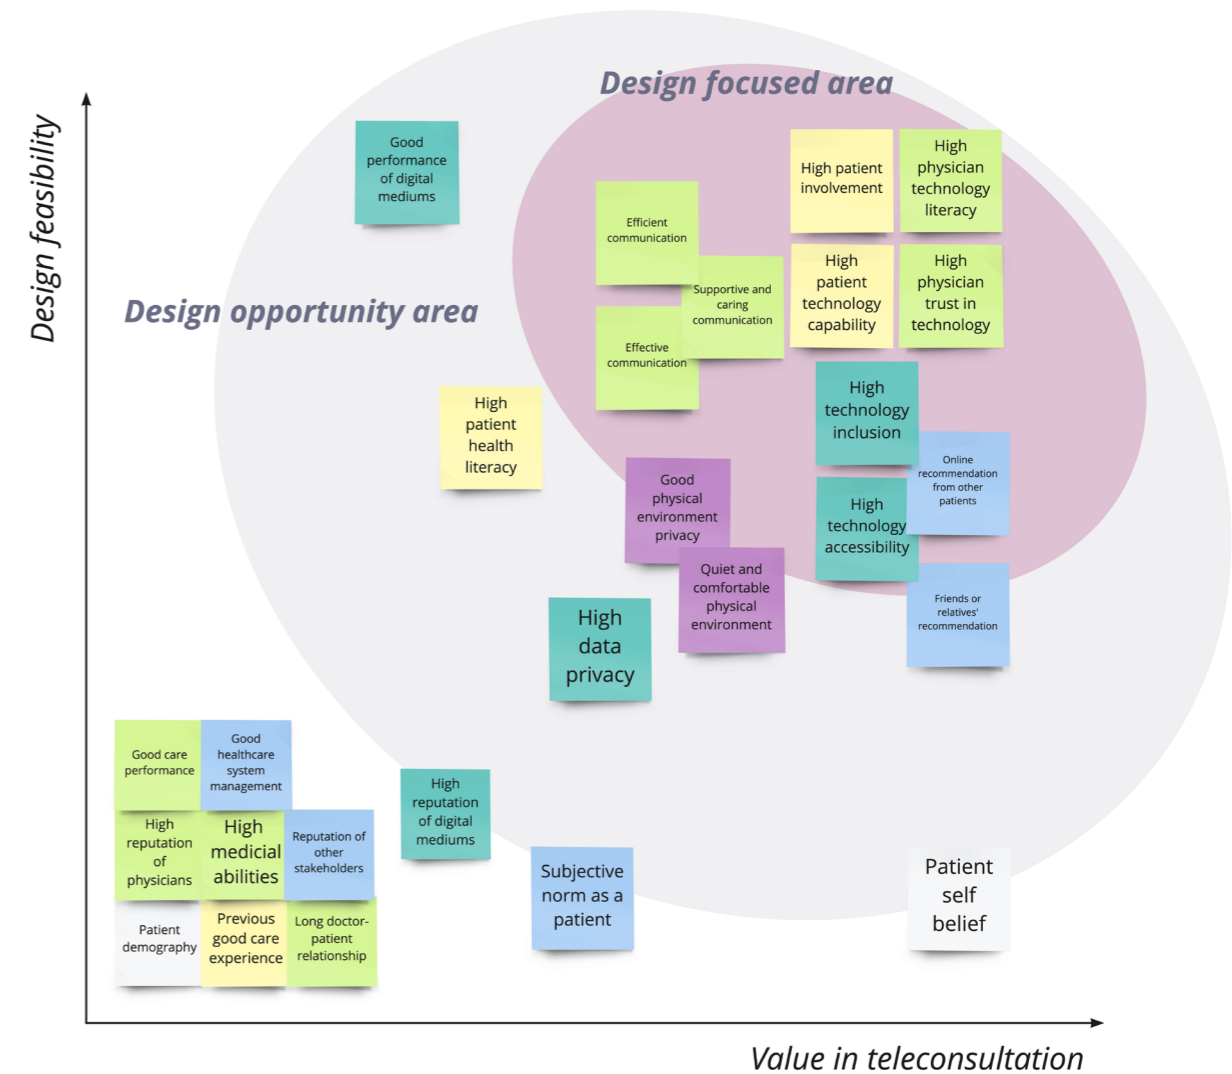 Design focused area
Design feasibility
Good
performance
of digital
mediums
High patient
involvement
High
physician
technology
literacy
Efficient
communication
High
patient
technology
capability
High
physician
trust in
technology
Supportive and
caring
communication
Design opportunity area
Effective
communication
High
technology
inclusion
High
patient
health
literacy
Online
recommendation
from other
patients
Good
physical
environment
privacy
High
technology
accessibility
Quiet and
comfortable
physical
environment
Friends or
relatives'
recommendation
High
data
privacy
Good care
performance
Good
healthcare
system
management
High
reputation
of digital
mediums
High
reputation
of
physicians
High
medicial
abilities
Reputation of
other
stakeholders
Subjective
norm as a
patient
Patient
self
belief
Patient
demography
Previous
good care
experience
Long doctor-
patient
relationship
Value in teleconsultation